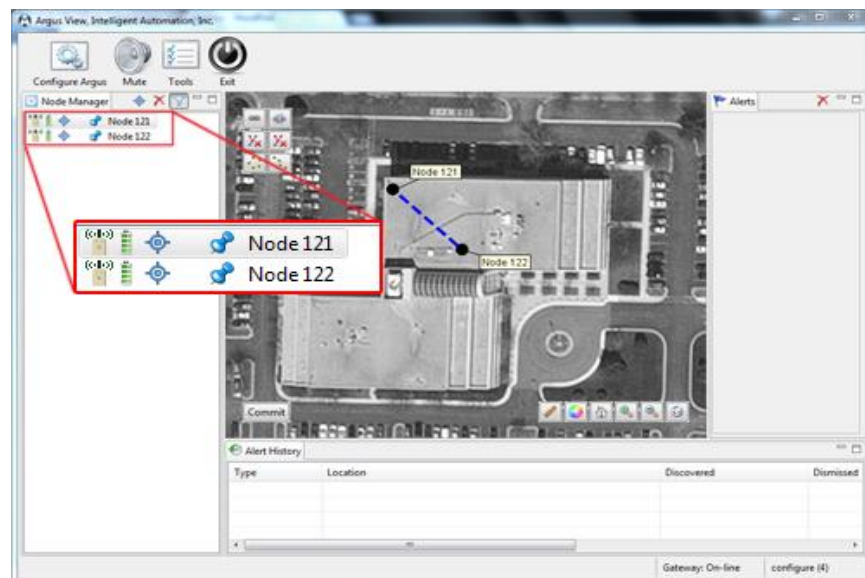 Argus View, Intelligent Automation, Inc.
Configure Argus Mute Tools Exit
Node Manager
Node 121
Node 122
Node 121
Node 122
Node 121
Node 122
Commit
Alerts
Alert History
Type Location Discovered Dismissed
Gateway: On-line configure (4)